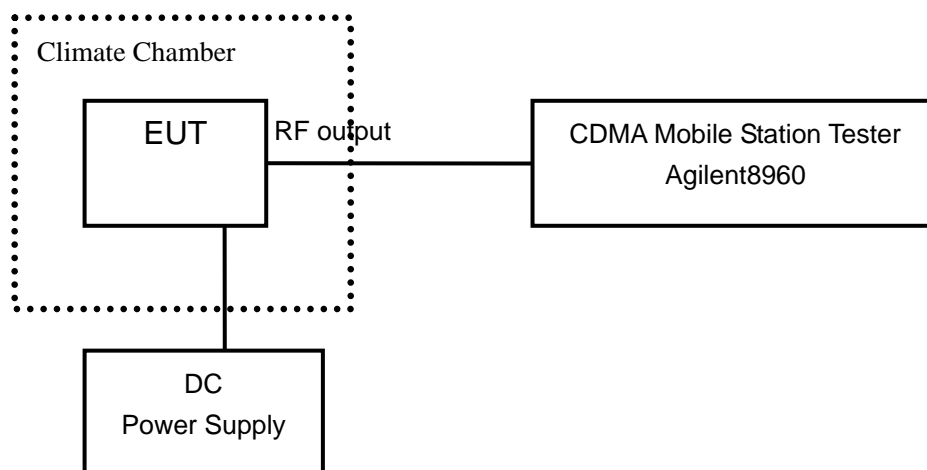 Climate Chamber
EUT
RF output
CDMA Mobile Station Tester
Agilent8960
DC
Power Supply